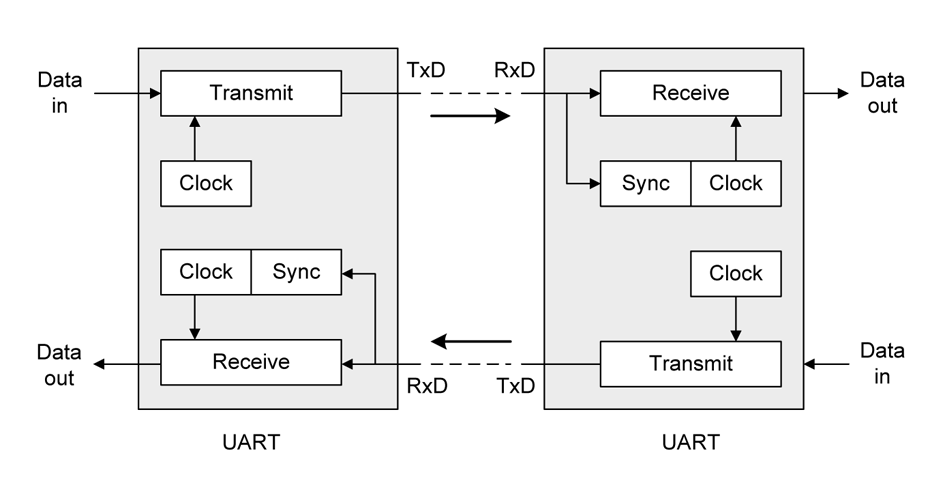 Data
in
Transmit
TxD
RxD
Receive
Data
out
Clock
Sync
Clock
Clock
Sync
Clock
Data
out
Receive
RxD
TxD
Transmit
Data
in
UART
UART